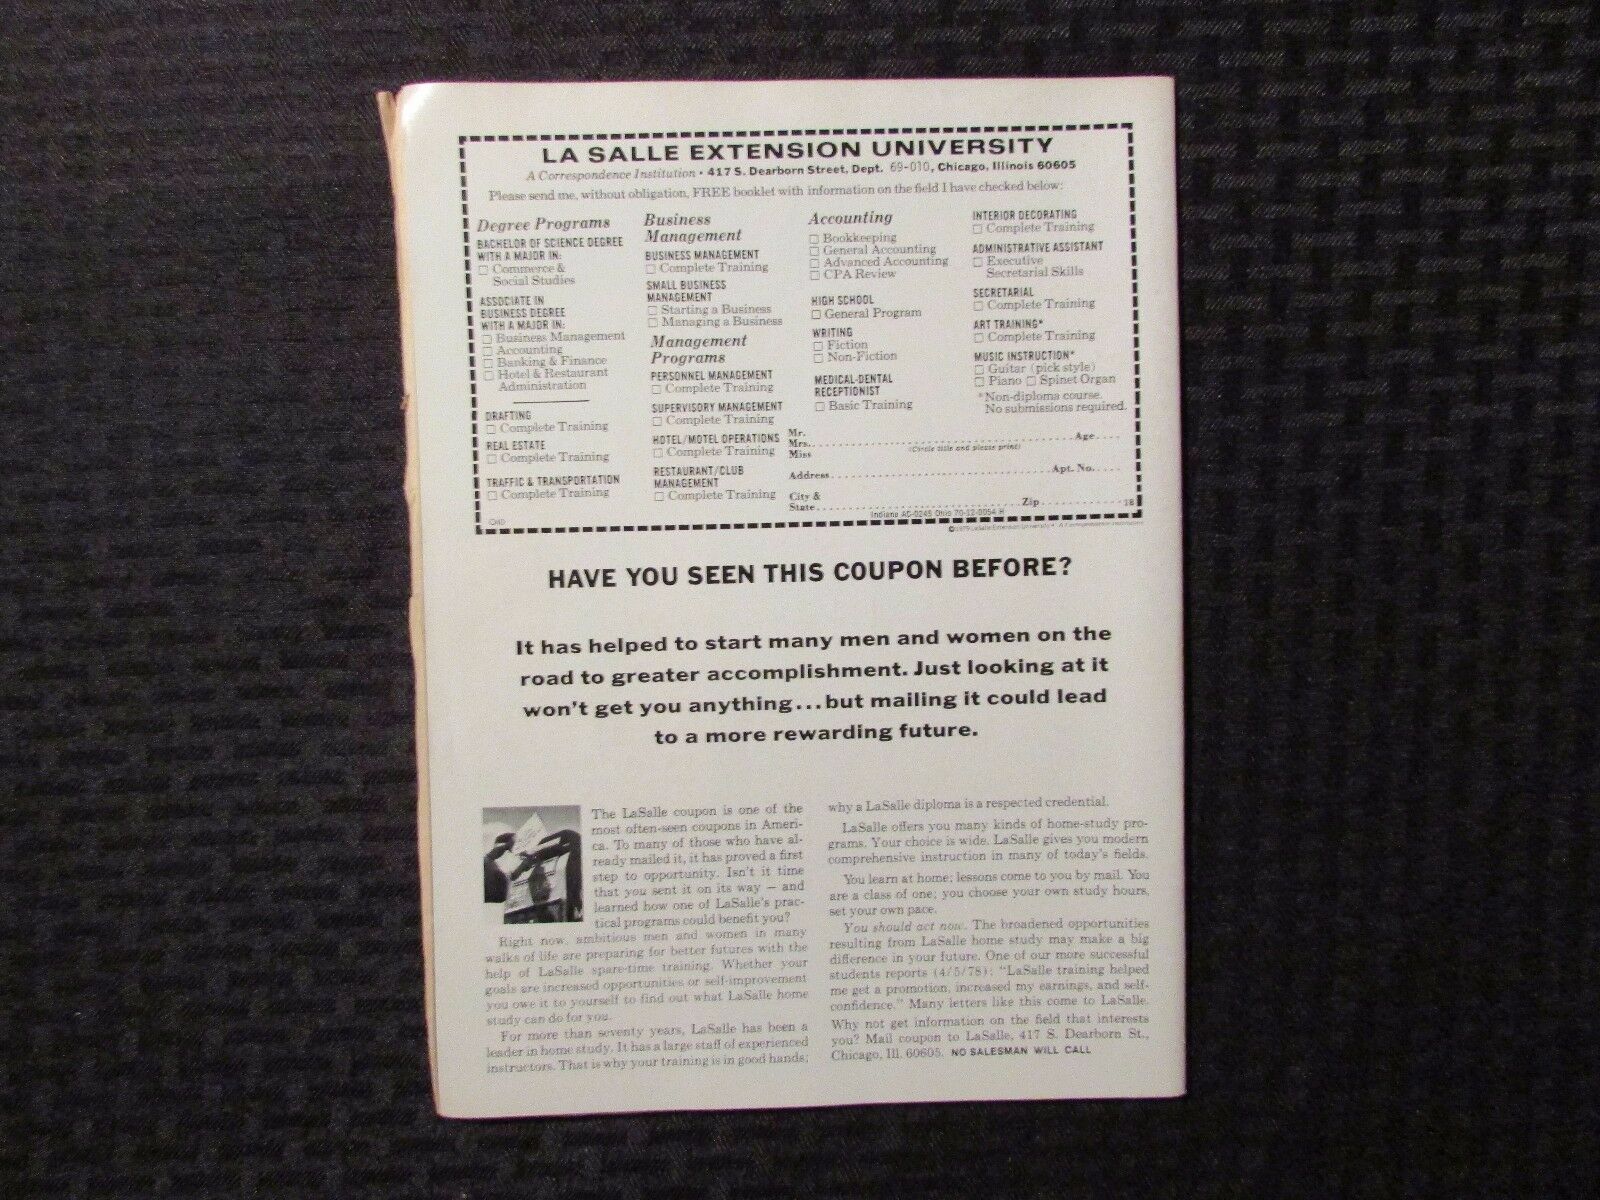 LA SALLE EXTENSION UNIVERSITY
A Correspondence Institution • 417 S. Dearborn Street, Dept. 69-010, Chicago, Illinois 60605
Please send me, without obligation, FREE booklet with information on the field I have checked below:
Degree Programs
BACHELOR OF SCIENCE DEGREE
WITH A MAJOR IN:
☐ Commerce &
Social Studies
ASSOCIATE IN
BUSINESS DEGREE
WITH A MAJOR IN:
☐ Business Management
☐ Accounting
☐ Banking & Finance
☐ Hotel & Restaurant
Administration
DRAFTING
☐ Complete Training
REAL ESTATE
☐ Complete Training
TRAFFIC & TRANSPORTATION
☐ Complete Training
Business
Management
BUSINESS MANAGEMENT
☐ Complete Training
SMALL BUSINESS
MANAGEMENT
☐ Starting a Business
☐ Managing a Business
Management
Programs
PERSONNEL MANAGEMENT
☐ Complete Training
SUPERVISORY MANAGEMENT
☐ Complete Training
HOTEL/MOTEL OPERATIONS
☐ Complete Training
RESTAURANT/CLUB
MANAGEMENT
☐ Complete Training
Accounting
☐ Bookkeeping
☐ General Accounting
☐ Advanced Accounting
☐ CPA Review
HIGH SCHOOL
☐ General Program
WRITING
☐ Fiction
☐ Non-Fiction
MEDICAL-DENTAL
RECEPTIONIST
☐ Basic Training
INTERIOR DECORATING
☐ Complete Training
ADMINISTRATIVE ASSISTANT
☐ Executive
Secretarial Skills
SECRETARIAL
☐ Complete Training
ART TRAINING*
☐ Complete Training
MUSIC INSTRUCTION*
☐ Guitar (pick style)
☐ Piano ☐ Spinet Organ
*Non-diploma course.
No submissions required.
Mr.
Mrs. Age
Miss (Circle title and please print)
Address Apt. No.
City &
State Zip 18
Indiana AC-0245 Ohio 70-12-0054 H
©1979 LaSalle Extension University • A Correspondence Institution
HAVE YOU SEEN THIS COUPON BEFORE?
It has helped to start many men and women on the
road to greater accomplishment. Just looking at it
won't get you anything...but mailing it could lead
to a more rewarding future.
The LaSalle coupon is one of the
most often-seen coupons in Ameri-
ca. To many of those who have al-
ready mailed it, it has proved a first
step to opportunity. Isn't it time
that you sent it on its way — and
learned how one of LaSalle's prac-
tical programs could benefit you?
Right now, ambitious men and women in many
walks of life are preparing for better futures with the
help of LaSalle spare-time training. Whether your
goals are increased opportunities or self-improvement
you owe it to yourself to find out what LaSalle home
study can do for you.
For more than seventy years, LaSalle has been a
leader in home study. It has a large staff of experienced
instructors. That is why your training is in good hands;
why a LaSalle diploma is a respected credential.
LaSalle offers you many kinds of home-study pro-
grams. Your choice is wide. LaSalle gives you modern
comprehensive instruction in many of today's fields.
You learn at home; lessons come to you by mail. You
are a class of one; you choose your own study hours,
set your own pace.
You should act now. The broadened opportunities
resulting from LaSalle home study may make a big
difference in your future. One of our more successful
students reports (4/5/78): "LaSalle training helped
me get a promotion, increased my earnings, and self-
confidence." Many letters like this come to LaSalle.
Why not get information on the field that interests
you? Mail coupon to LaSalle, 417 S. Dearborn St.,
Chicago, Ill. 60605. NO SALESMAN WILL CALL